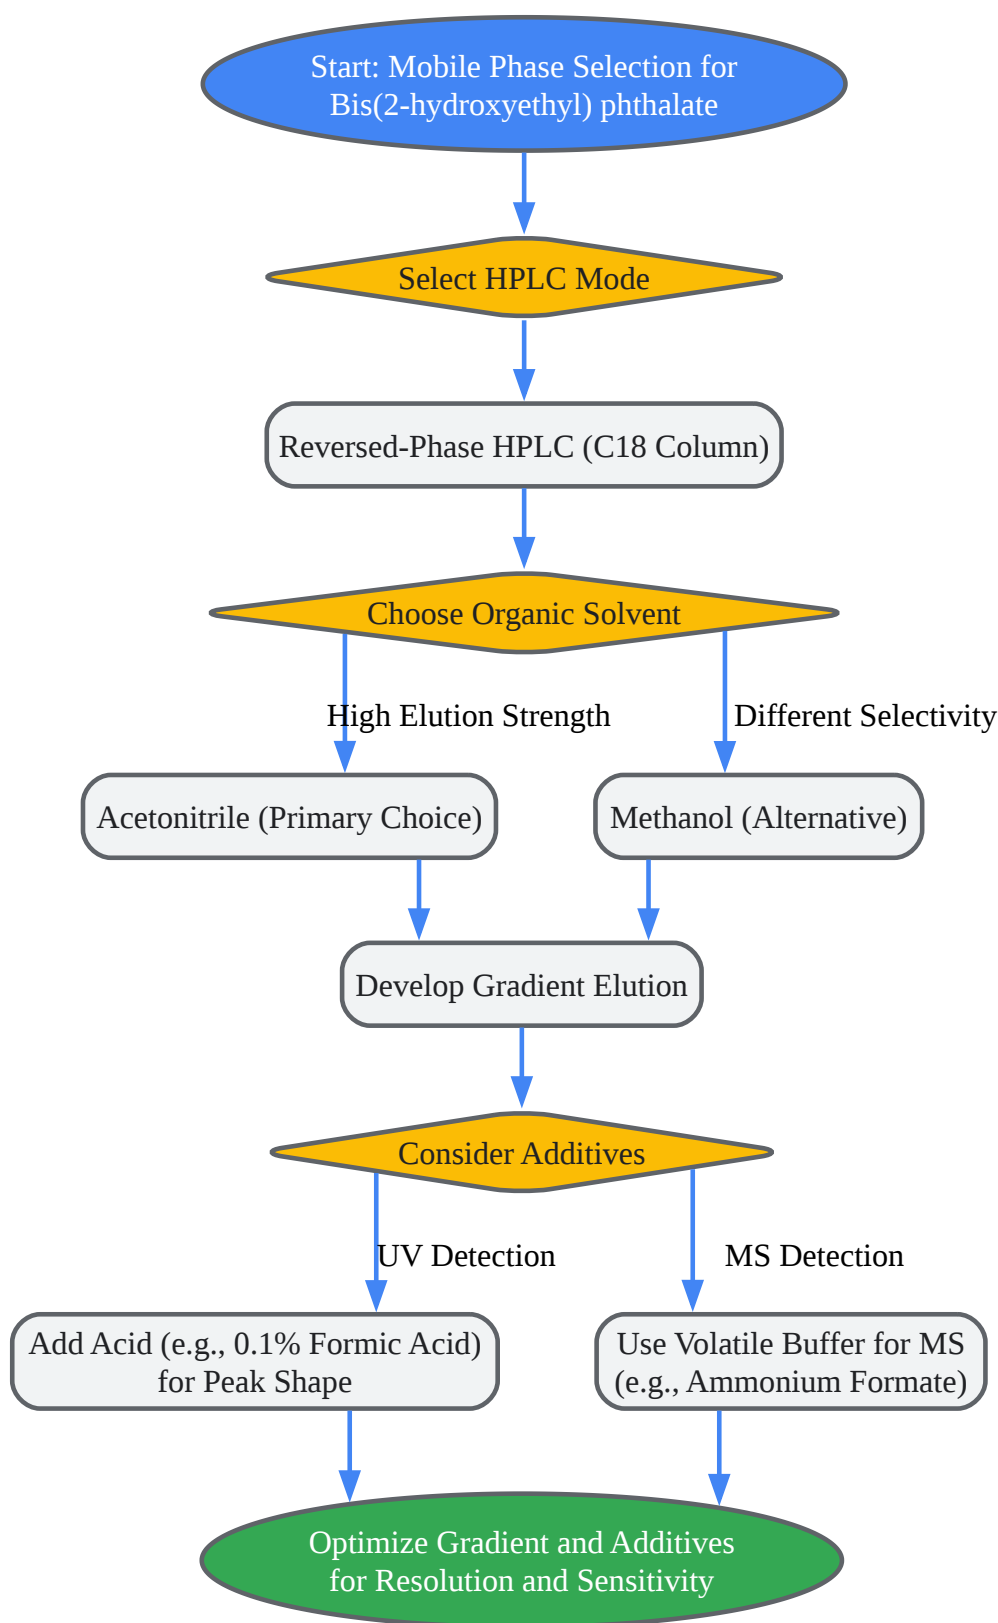 Start: Mobile Phase Selection for
Bis(2-hydroxyethyl) phthalate
Select HPLC Mode
Reversed-Phase HPLC (C18 Column)
Choose Organic Solvent
High Elution Strength
Different Selectivity
Acetonitrile (Primary Choice)
Methanol (Alternative)
Develop Gradient Elution
Consider Additives
UV Detection
MS Detection
Add Acid (e.g., 0.1% Formic Acid)
for Peak Shape
Use Volatile Buffer for MS
(e.g., Ammonium Formate)
Optimize Gradient and Additives
for Resolution and Sensitivity